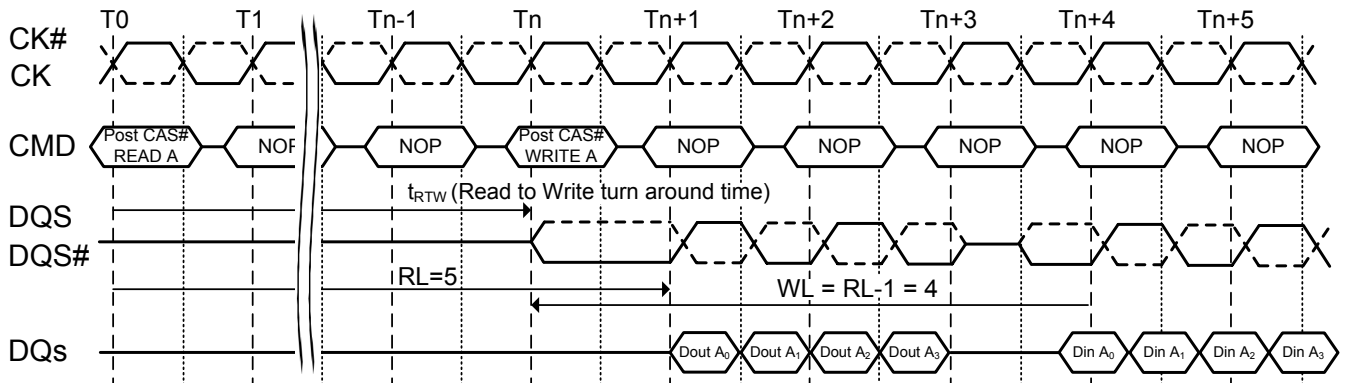 T0 T1 Tn-1 Tn Tn+1 Tn+2 Tn+3 Tn+4 Tn+5
CK#
CK
CMD Post CAS# READ A NOP NOP Post CAS# WRITE A NOP NOP NOP NOP NOP
tRTW (Read to Write turn around time)
DQS
DQS#
RL=5 WL = RL-1 = 4
DQs Dout A0 Dout A1 Dout A2 Dout A3 Din A0 Din A1 Din A2 Din A3